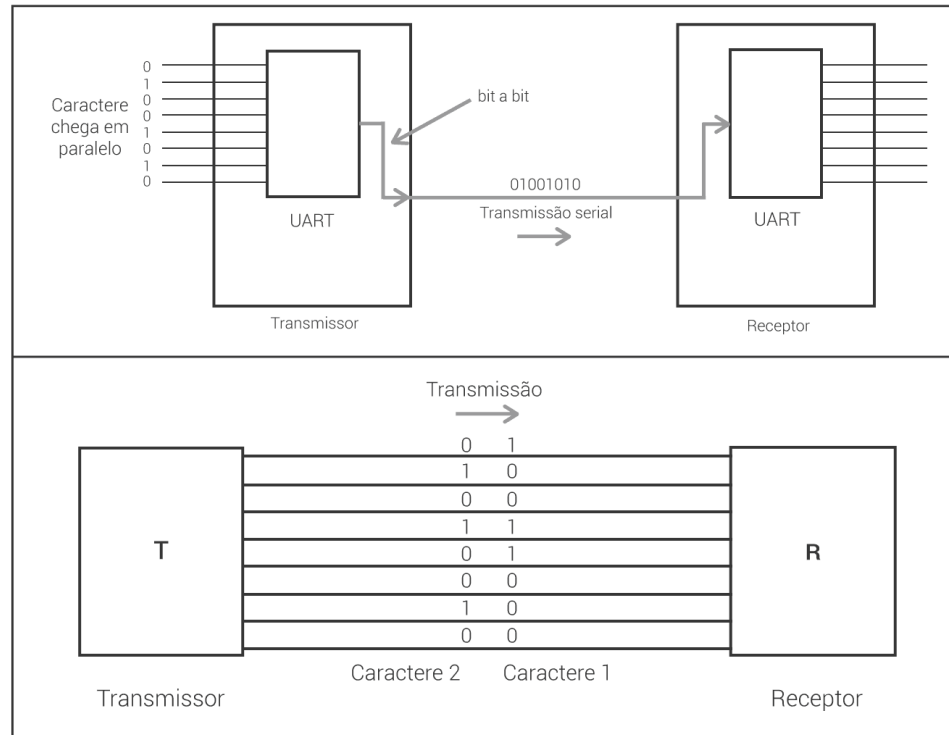 0
1
0
0
1
0
1
0
Caractere
chega em
paralelo
UART
bit a bit
01001010
Transmissão serial
UART
Transmissor
Receptor
Transmissão
0 1
1 0
0 0
1 1
0 1
0 0
1 0
0 0
T
R
Caractere 2 Caractere 1
Transmissor
Receptor